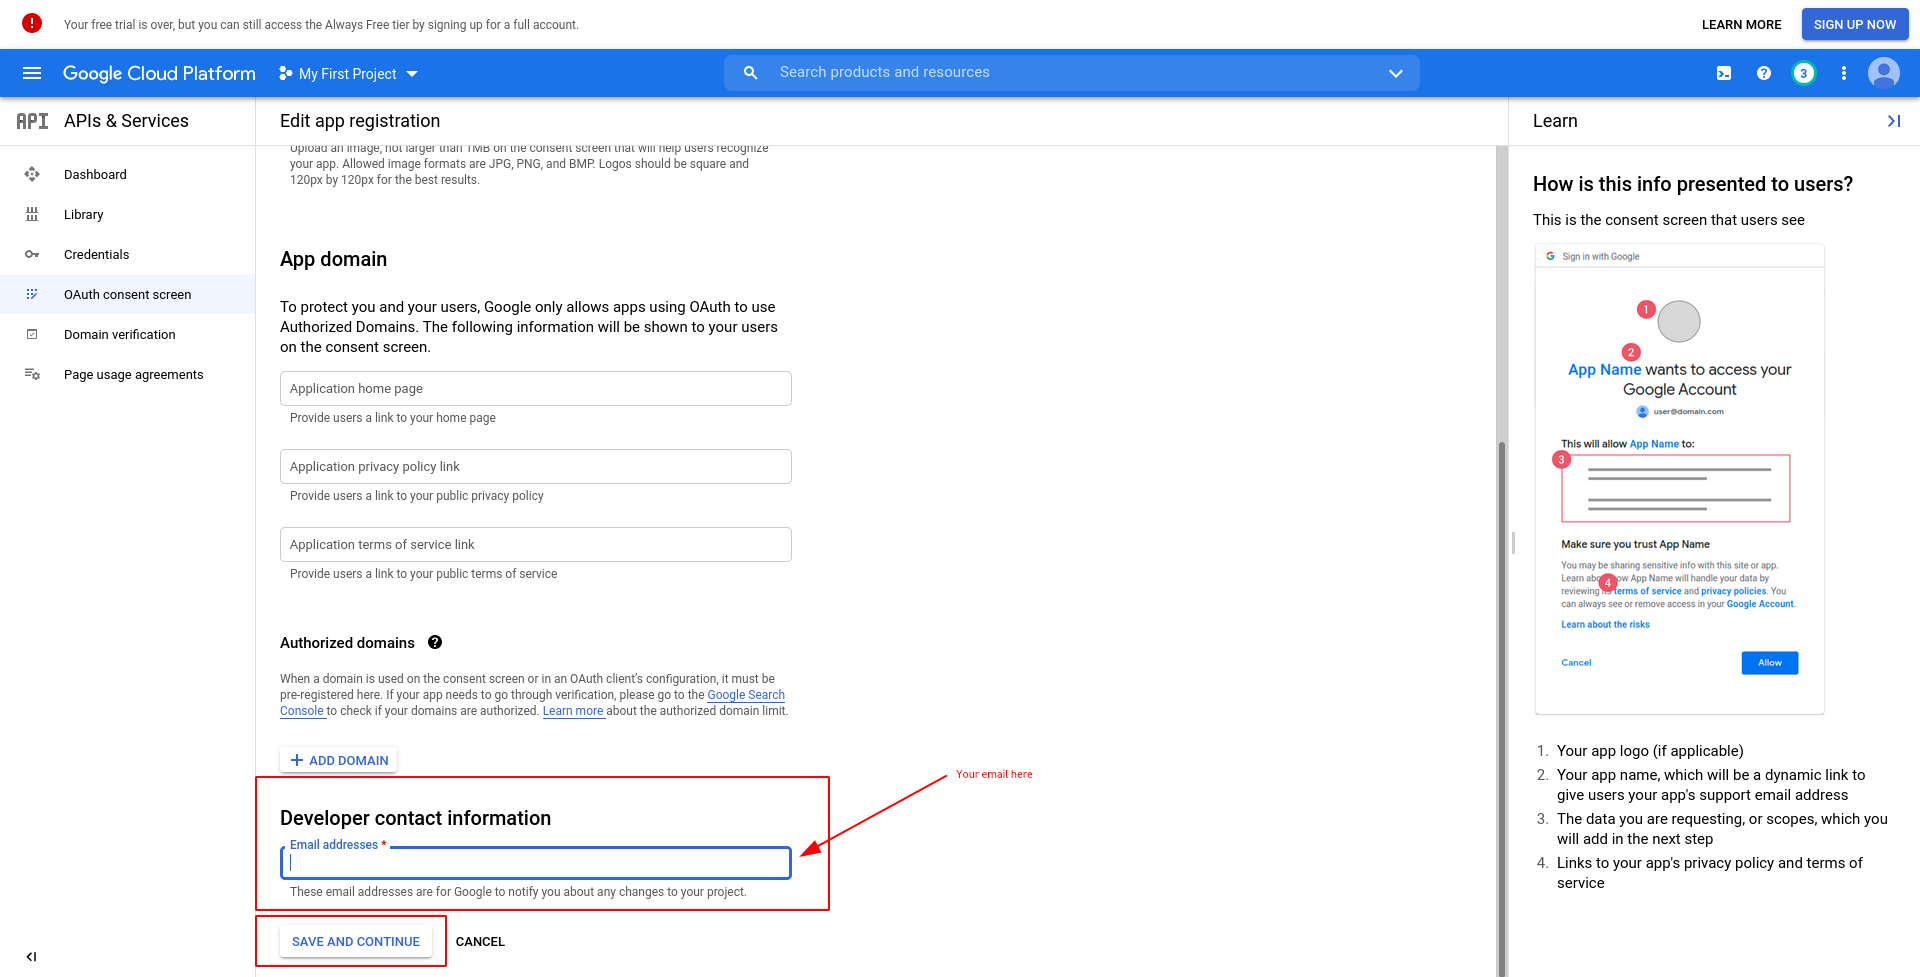 Your free trial is over, but you can still access the Always Free tier by signing up for a full account.
LEARN MORE
SIGN UP NOW
Google Cloud Platform
My First Project
Search products and resources
3
API
APIs & Services
Dashboard
Library
Credentials
OAuth consent screen
Domain verification
Page usage agreements
Edit app registration
Upload an image, not larger than 1MB on the consent screen that will help users recognize
your app. Allowed image formats are JPG, PNG, and BMP. Logos should be square and
120px by 120px for the best results.
App domain
To protect you and your users, Google only allows apps using OAuth to use
Authorized Domains. The following information will be shown to your users
on the consent screen.
Application home page
Provide users a link to your home page
Application privacy policy link
Provide users a link to your public privacy policy
Application terms of service link
Provide users a link to your public terms of service
Authorized domains
When a domain is used on the consent screen or in an OAuth client's configuration, it must be
pre-registered here. If your app needs to go through verification, please go to the Google Search
Console to check if your domains are authorized. Learn more about the authorized domain limit.
ADD DOMAIN
Your email here
Developer contact information
Email addresses *
These email addresses are for Google to notify you about any changes to your project.
SAVE AND CONTINUE
CANCEL
Learn
How is this info presented to users?
This is the consent screen that users see
Sign in with Google
1
2
App Name wants to access your
Google Account
user@domain.com
This will allow App Name to:
3
Make sure you trust App Name
You may be sharing sensitive info with this site or app.
Learn ow App Name will handle your data by
4
reviewing terms of service and privacy policies. You
can always see or remove access in your Google Account.
Learn about the risks
Cancel
Allow
1. Your app logo (if applicable)
2. Your app name, which will be a dynamic link to
give users your app's support email address
3. The data you are requesting, or scopes, which you
will add in the next step
4. Links to your app's privacy policy and terms of
service